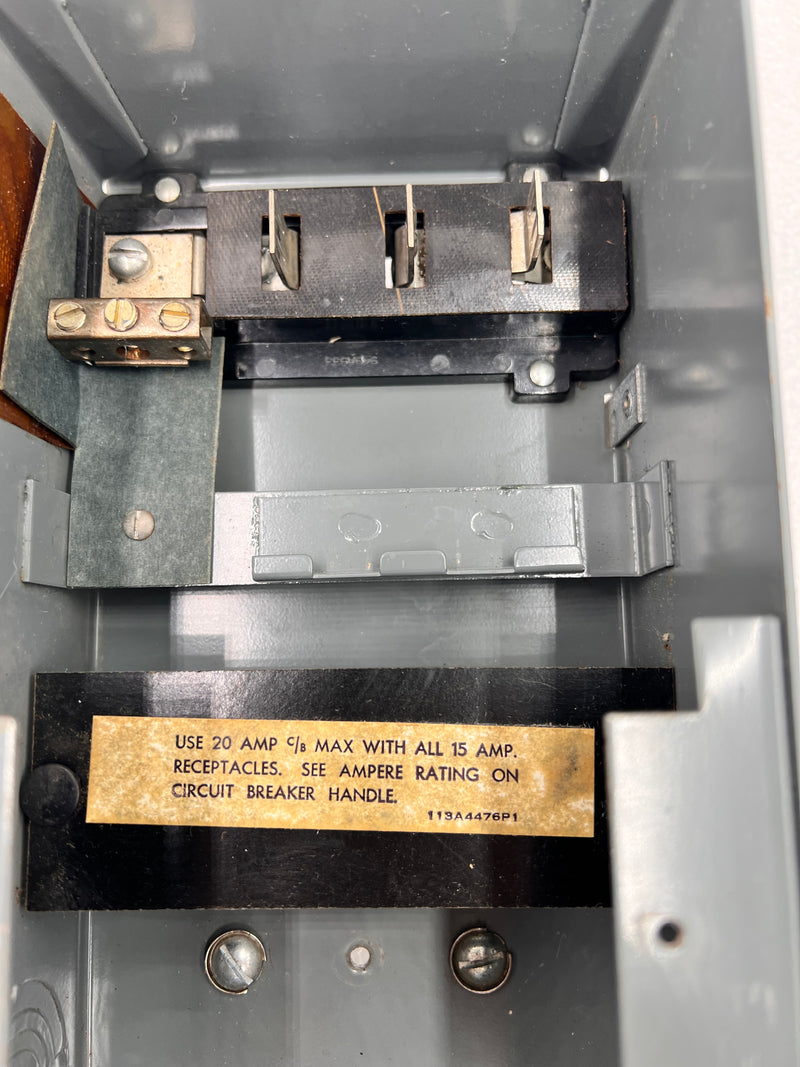 USE 20 AMP C/B MAX WITH ALL 15 AMP.
RECEPTACLES. SEE AMPERE RATING ON
CIRCUIT BREAKER HANDLE.
113A4476P1